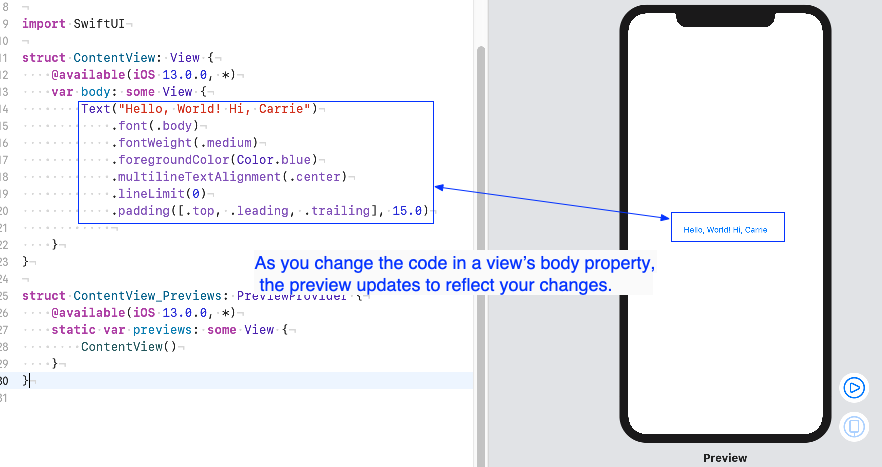 8
9 import SwiftUI
10
11 struct ContentView: View {
12 @available(iOS 13.0.0, *)
13 var body: some View {
14 Text("Hello, World! Hi, Carrie")
15 .font(.body)
16 .fontWeight(.medium)
17 .foregroundColor(Color.blue)
18 .multilineTextAlignment(.center)
19 .lineLimit(0)
20 .padding([.top, .leading, .trailing], 15.0)
21
22 }
23 }
24
25 struct ContentView_Previews: PreviewProvider {
26 @available(iOS 13.0.0, *)
27 static var previews: some View {
28 ContentView()
29 }
30 }
31
Hello, World! Hi, Carrie
As you change the code in a view's body property,
the preview updates to reflect your changes.
Preview